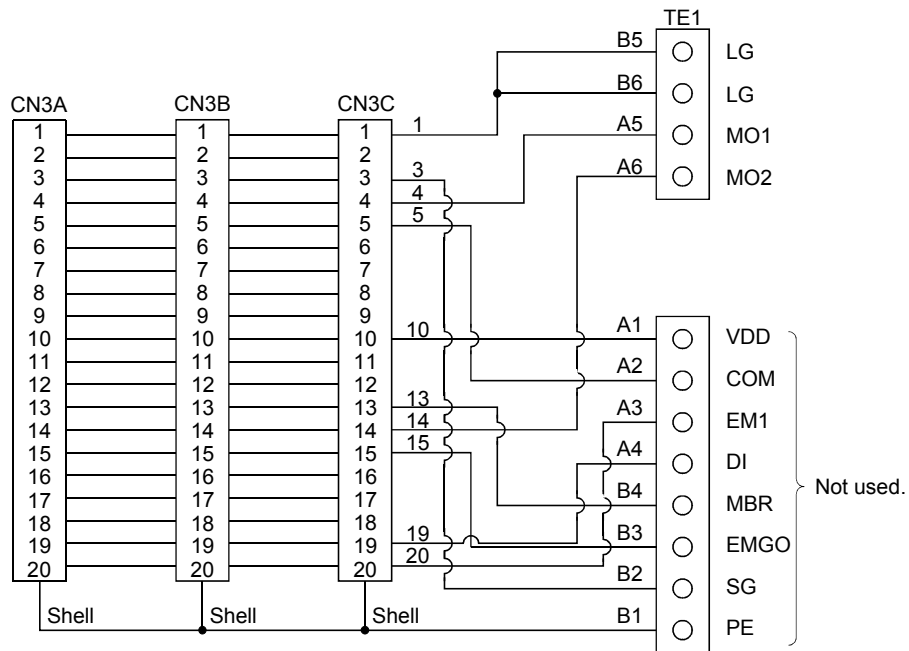 TE1
B5 LG
B6 LG
CN3A CN3B CN3C
A5 MO1
A6 MO2
1 1 1 1
2 2 2
3 3 3 3
4 4 4 4
5 5 5 5
6 6 6
7 7 7
8 8 8
9 9 9
10 10 10 10
11 11 11
12 12 12
13 13 13 13
14 14 14 14
15 15 15 15
16 16 16
17 17 17
18 18 18
19 19 19 19
20 20 20 20
A1 VDD
A2 COM
A3 EM1
A4 DI
B4 MBR
B3 EMGO
B2 SG
B1 PE
Not used.
Shell Shell Shell